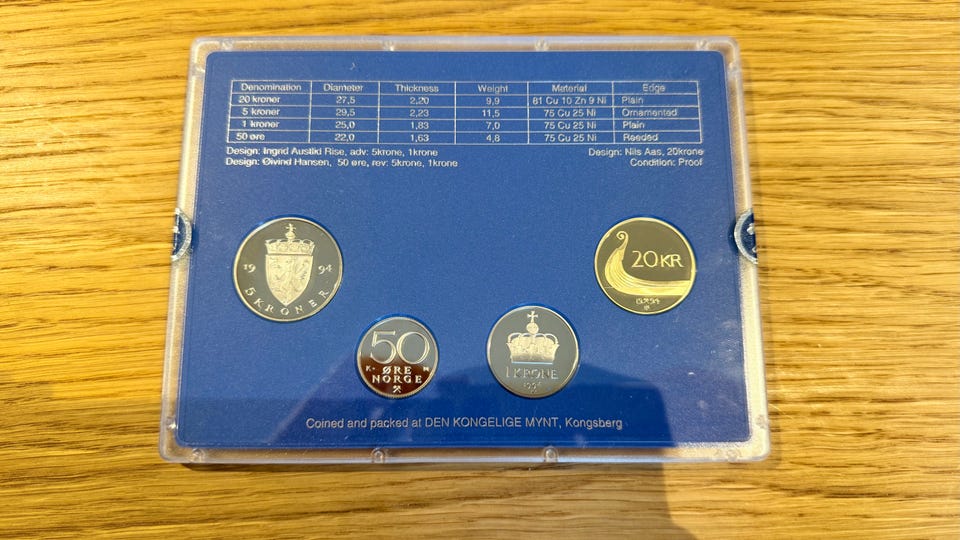 Denomination Diameter Thickness Weight Material Edge
20 kroner 27,5 2,20 9,9 81 Cu 10 Zn 9 Ni Plain
5 kroner 29,5 2,23 11,5 75 Cu 25 Ni Ornamented
1 krone 25,0 1,83 7,0 75 Cu 25 Ni Plain
50 øre 22,0 1,63 4,8 75 Cu 25 Ni Reeded
Design: Ingrid Austlid Rise, adv: 5krone, 1krone Design: Nils Aas, 20krone
Design: Øivind Hansen, 50 øre, rev: 5krone, 1krone Condition: Proof
19 94
5 KRONER
20 KR
50
K M
ØRE
NORGE
1 KRONE
Coined and packed at DEN KONGELIGE MYNT, Kongsberg